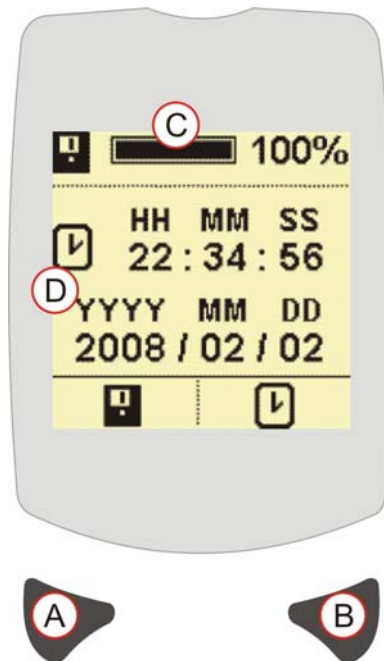 C
100%
HH MM SS
22 : 34 : 56
D
YYYY MM DD
2008 / 02 / 02
A
B